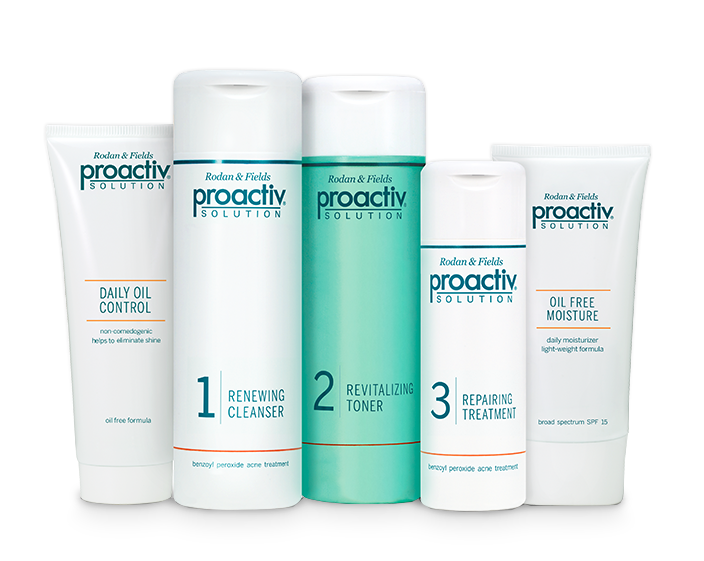 Rodan & Fields
proactiv®
SOLUTION
DAILY OIL
CONTROL
non-comedogenic
helps to eliminate shine
oil free formula
Rodan & Fields
proactiv®
SOLUTION
1 RENEWING
CLEANSER
benzoyl peroxide acne treatment
Rodan & Fields
proactiv®
SOLUTION
2 REVITALIZING
TONER
Rodan & Fields
proactiv®
SOLUTION
3 REPAIRING
TREATMENT
benzoyl peroxide acne treatment
Rodan & Fields
proactiv®
SOLUTION
OIL FREE
MOISTURE
daily moisturizer
light-weight formula
broad spectrum SPF 15